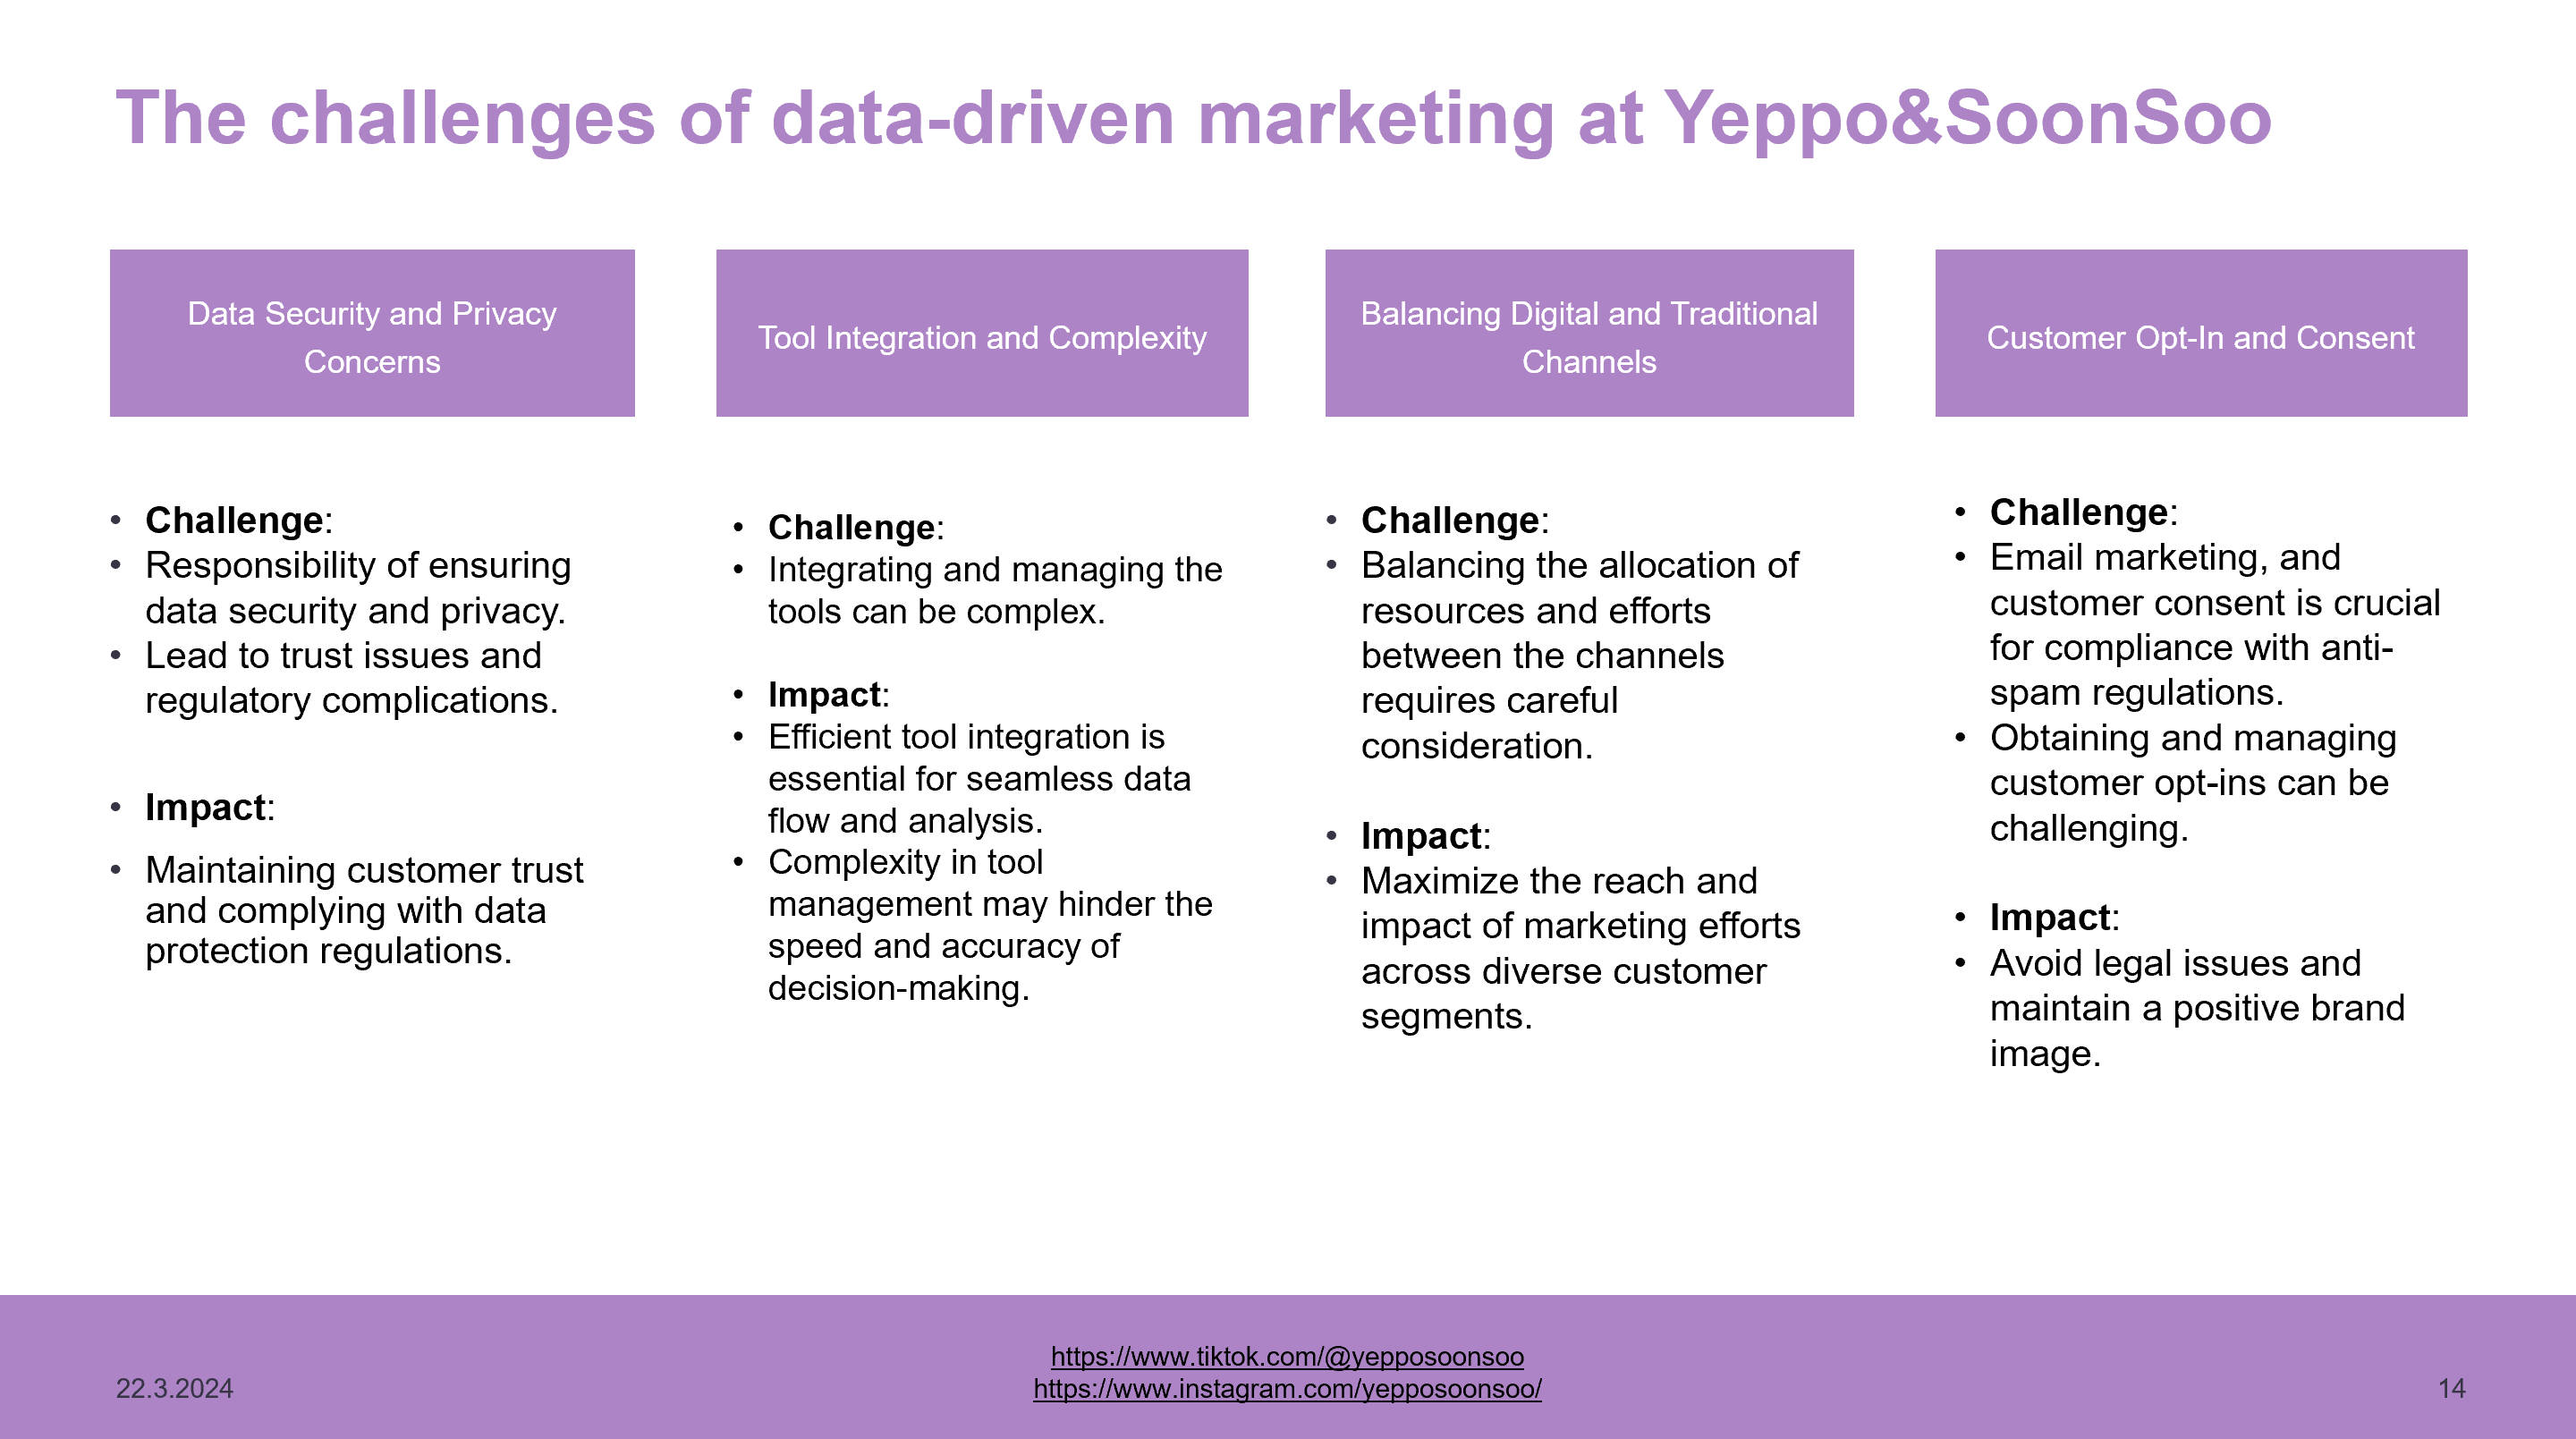 The challenges of data-driven marketing at Yeppo&SoonSoo
Data Security and Privacy
Concerns
• Challenge:
• Responsibility of ensuring
data security and privacy.
• Lead to trust issues and
regulatory complications.
• Impact:
• Maintaining customer trust
and complying with data
protection regulations.
Tool Integration and Complexity
• Challenge:
• Integrating and managing the
tools can be complex.
• Impact:
• Efficient tool integration is
essential for seamless data
flow and analysis.
• Complexity in tool
management may hinder the
speed and accuracy of
decision-making.
Balancing Digital and Traditional
Channels
• Challenge:
• Balancing the allocation of
resources and efforts
between the channels
requires careful
consideration.
• Impact:
• Maximize the reach and
impact of marketing efforts
across diverse customer
segments.
Customer Opt-In and Consent
• Challenge:
• Email marketing, and
customer consent is crucial
for compliance with anti-
spam regulations.
• Obtaining and managing
customer opt-ins can be
challenging.
• Impact:
• Avoid legal issues and
maintain a positive brand
image.
22.3.2024
https://www.tiktok.com/@yepposoonsoo
https://www.instagram.com/yepposoonsoo/
14